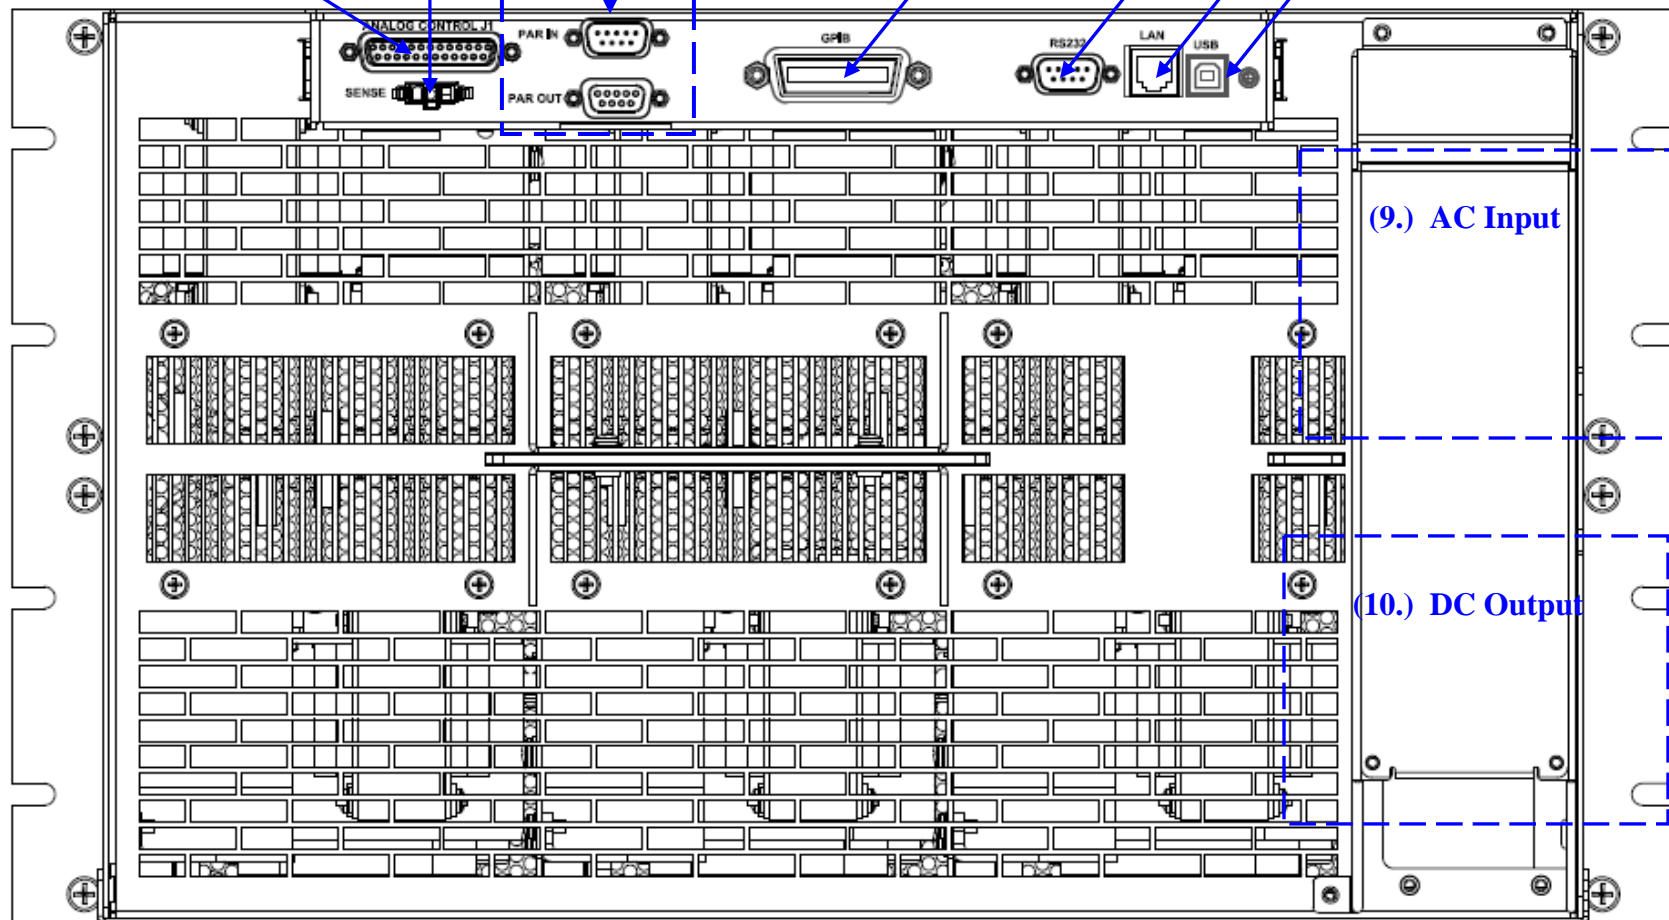 ANALOG CONTROL J1
PAR IN
GPIB
RS232
LAN
USB
SENSE
PAR OUT
(9.) AC Input
(10.) DC Output